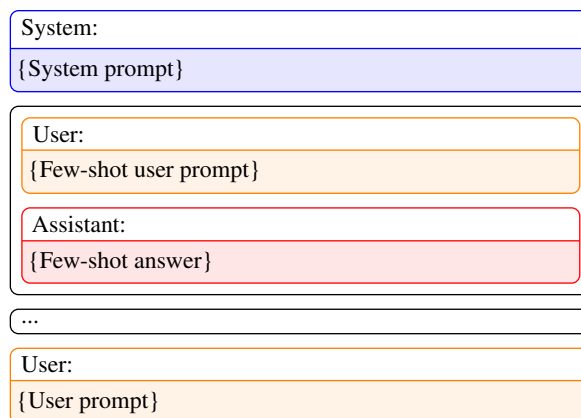 System:
{System prompt}
User:
{Few-shot user prompt}
Assistant:
{Few-shot answer}
...
User:
{User prompt}